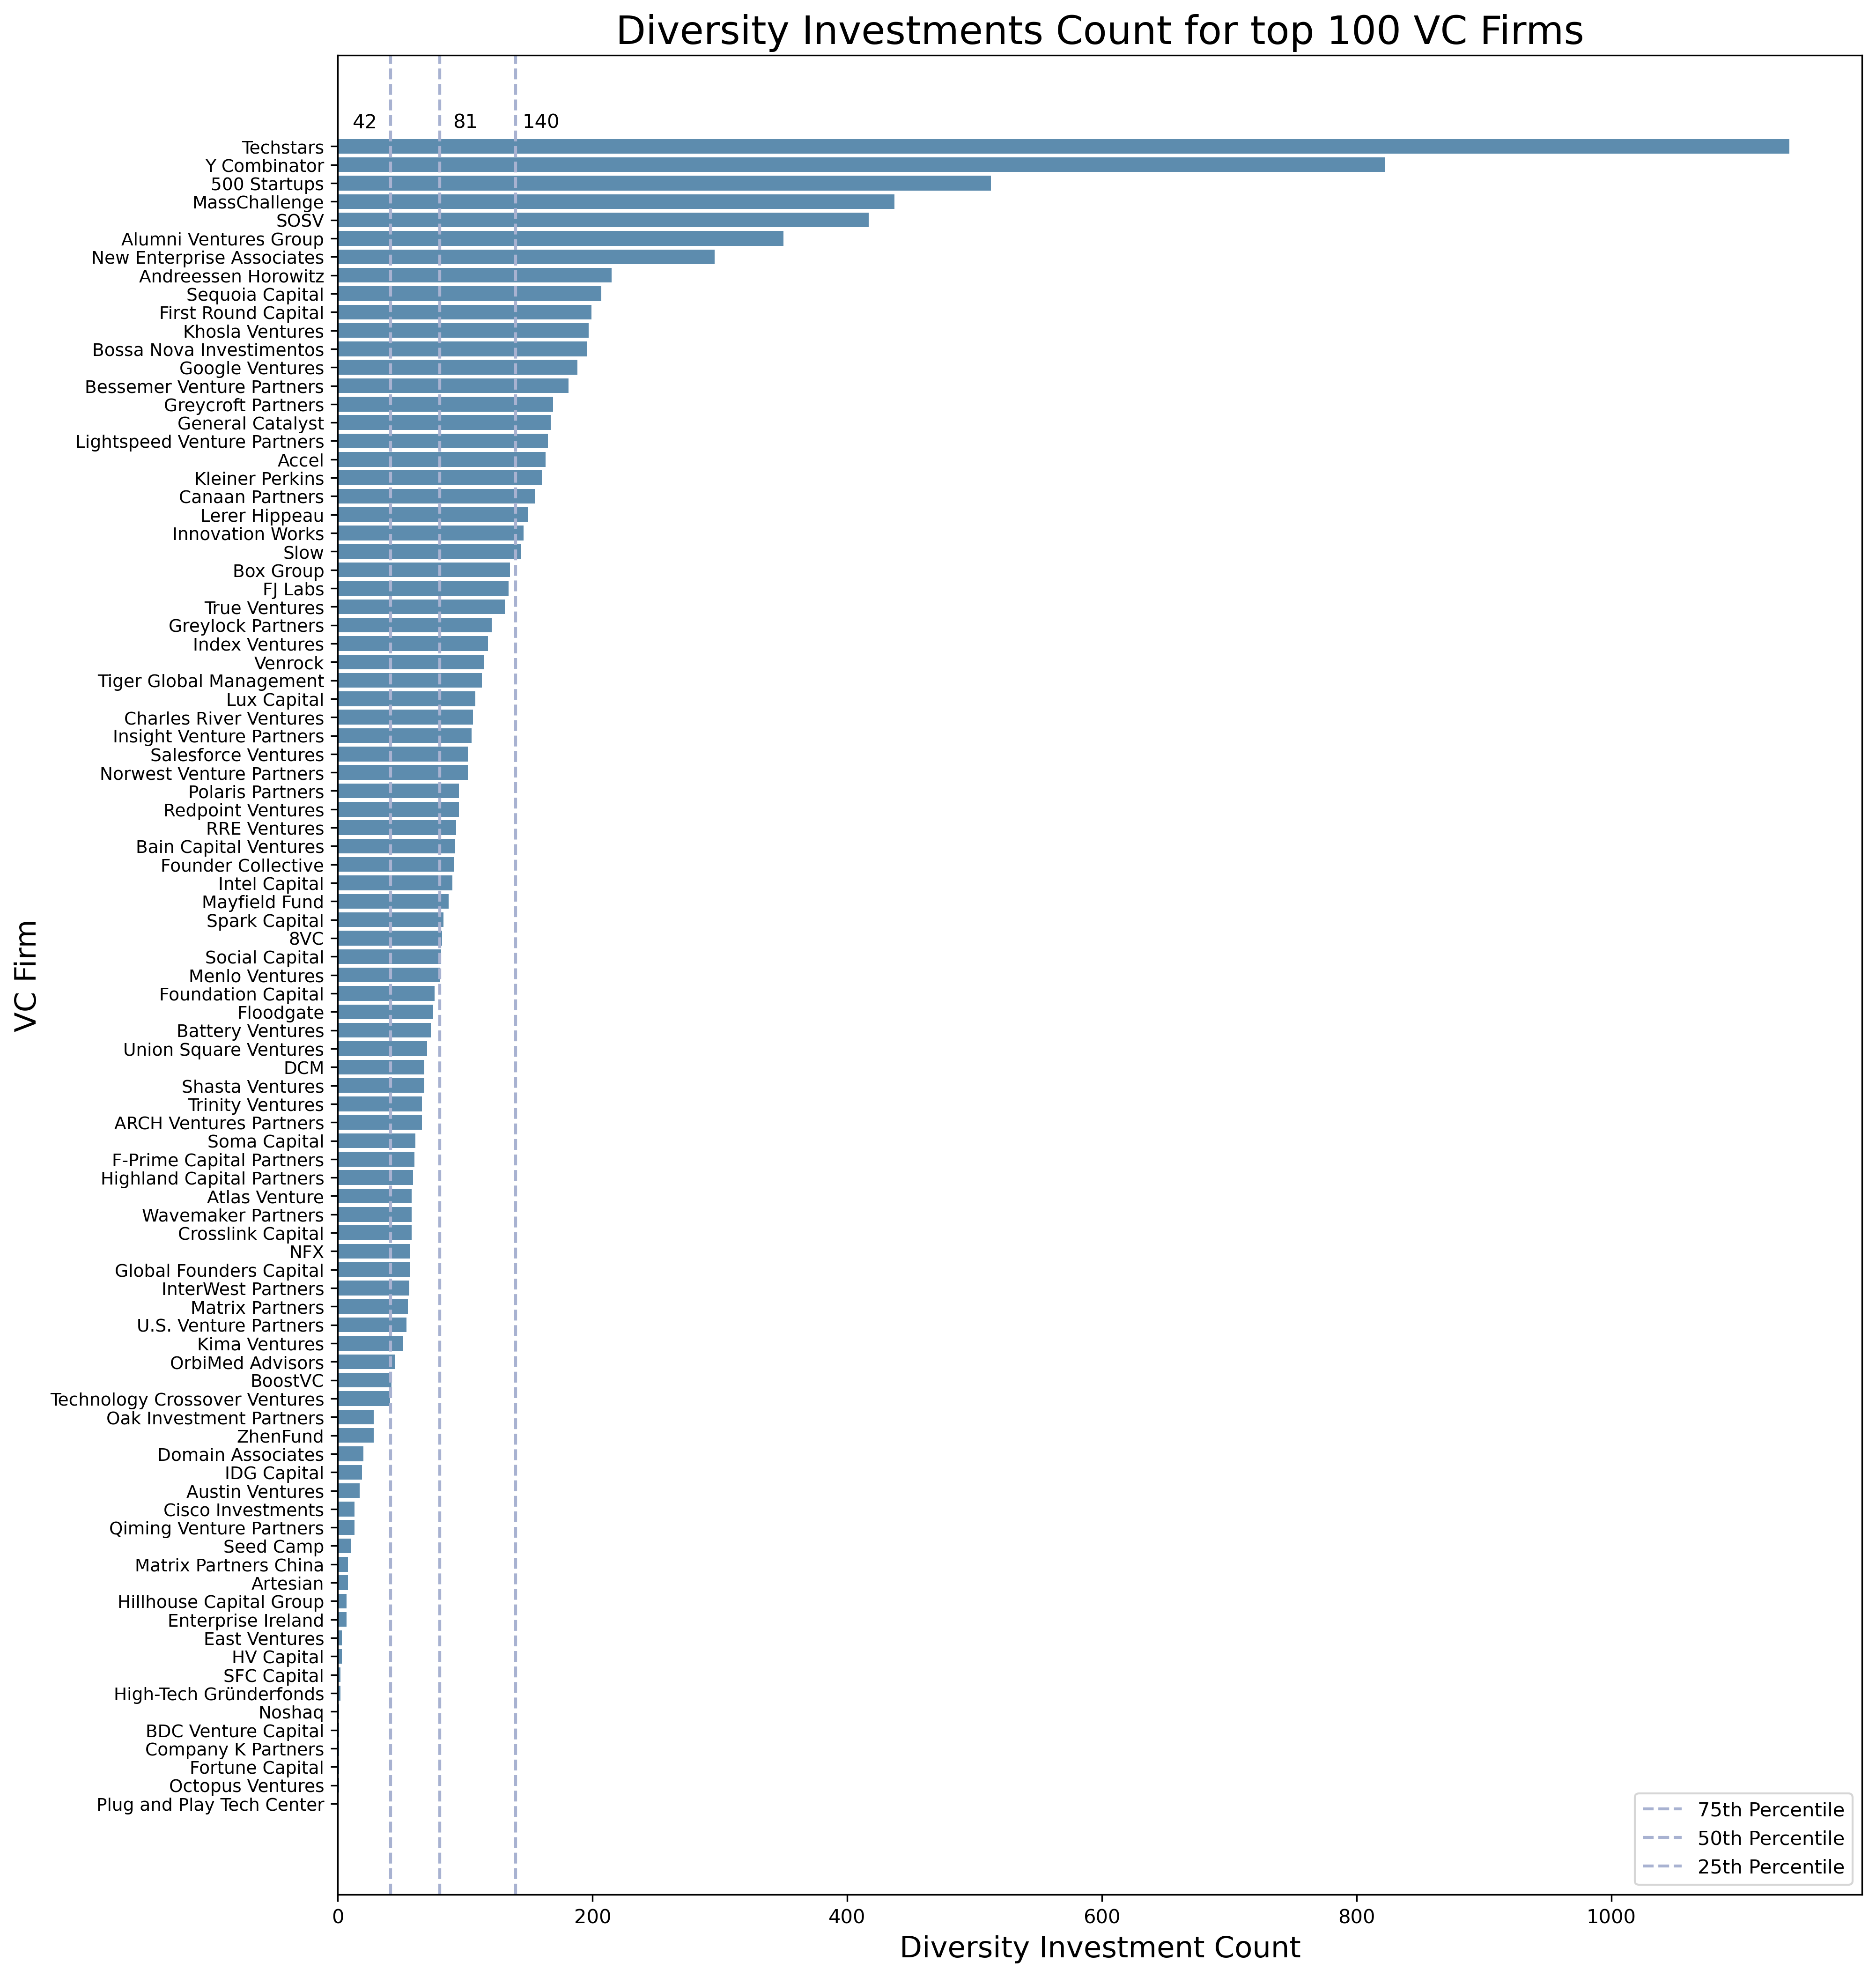 Diversity Investments Count for top 100 VC Firms
42 81 140
Techstars
Y Combinator
500 Startups
MassChallenge
SOSV
Alumni Ventures Group
New Enterprise Associates
Andreessen Horowitz
Sequoia Capital
First Round Capital
Khosla Ventures
Bossa Nova Investimentos
Google Ventures
Bessemer Venture Partners
Greycroft Partners
General Catalyst
Lightspeed Venture Partners
Accel
Kleiner Perkins
Canaan Partners
Lerer Hippeau
Innovation Works
Slow
Box Group
FJ Labs
True Ventures
Greylock Partners
Index Ventures
Venrock
Tiger Global Management
Lux Capital
Charles River Ventures
Insight Venture Partners
Salesforce Ventures
Norwest Venture Partners
Polaris Partners
Redpoint Ventures
RRE Ventures
Bain Capital Ventures
Founder Collective
Intel Capital
Mayfield Fund
Spark Capital
8VC
Social Capital
Menlo Ventures
Foundation Capital
Floodgate
Battery Ventures
Union Square Ventures
DCM
Shasta Ventures
Trinity Ventures
ARCH Ventures Partners
Soma Capital
F-Prime Capital Partners
Highland Capital Partners
Atlas Venture
Wavemaker Partners
Crosslink Capital
NFX
Global Founders Capital
InterWest Partners
Matrix Partners
U.S. Venture Partners
Kima Ventures
OrbiMed Advisors
BoostVC
Technology Crossover Ventures
Oak Investment Partners
ZhenFund
Domain Associates
IDG Capital
Austin Ventures
Cisco Investments
Qiming Venture Partners
Seed Camp
Matrix Partners China
Artesian
Hillhouse Capital Group
Enterprise Ireland
East Ventures
HV Capital
SFC Capital
High-Tech Gründerfonds
Noshaq
BDC Venture Capital
Company K Partners
Fortune Capital
Octopus Ventures
Plug and Play Tech Center
VC Firm
75th Percentile
50th Percentile
25th Percentile
0 200 400 600 800 1000
Diversity Investment Count